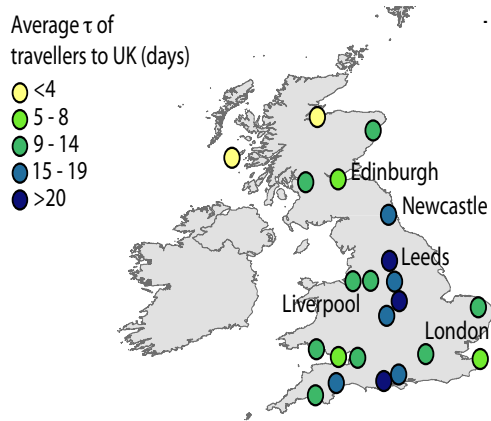 Average τ of
travellers to UK (days)
<4
5 - 8
9 - 14
15 - 19
>20
Edinburgh
Newcastle
Leeds
Liverpool
London